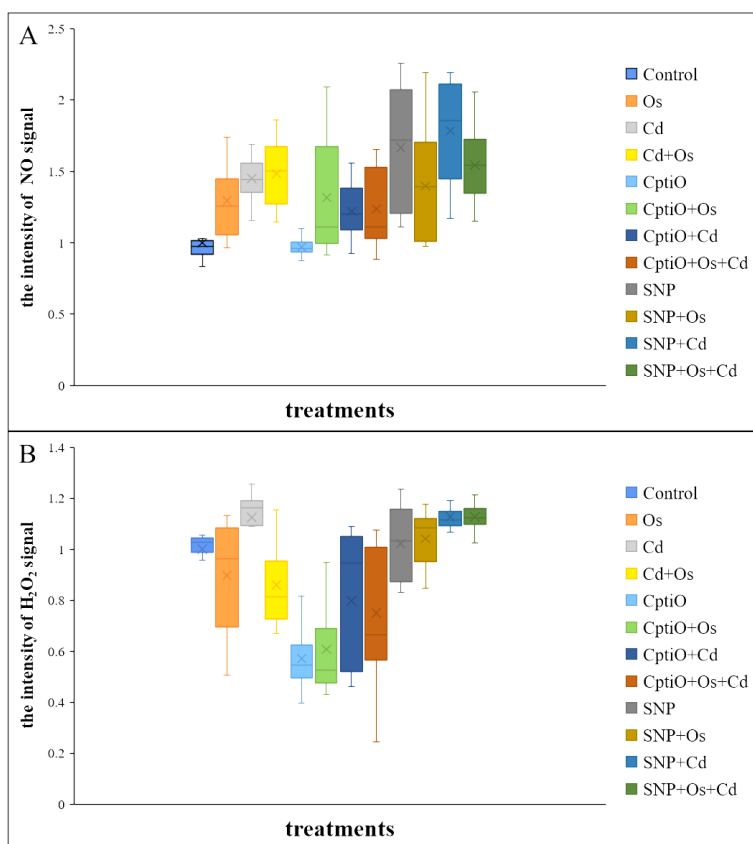 A
the intensity of NO signal
2.5
2
1.5
1
0.5
0
treatments
Control
Os
Cd
Cd+Os
CptiO
CptiO+Os
CptiO+Cd
CptiO+Os+Cd
SNP
SNP+Os
SNP+Cd
SNP+Os+Cd
B
the intensity of H₂O₂ signal
1.4
1.2
1
0.8
0.6
0.4
0.2
0
treatments
Control
Os
Cd
Cd+Os
CptiO
CptiO+Os
CptiO+Cd
CptiO+Os+Cd
SNP
SNP+Os
SNP+Cd
SNP+Os+Cd